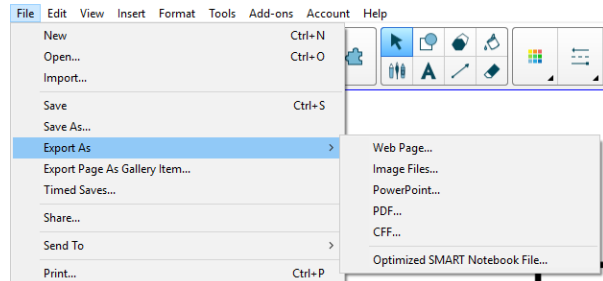 File Edit View Insert Format Tools Add-ons Account Help
New Ctrl+N
Open... Ctrl+O
Import...
Save Ctrl+S
Save As...
Export As
Export Page As Gallery Item...
Timed Saves...
Share...
Send To
Print... Ctrl+P
Web Page...
Image Files...
PowerPoint...
PDF...
CFF...
Optimized SMART Notebook File...
A